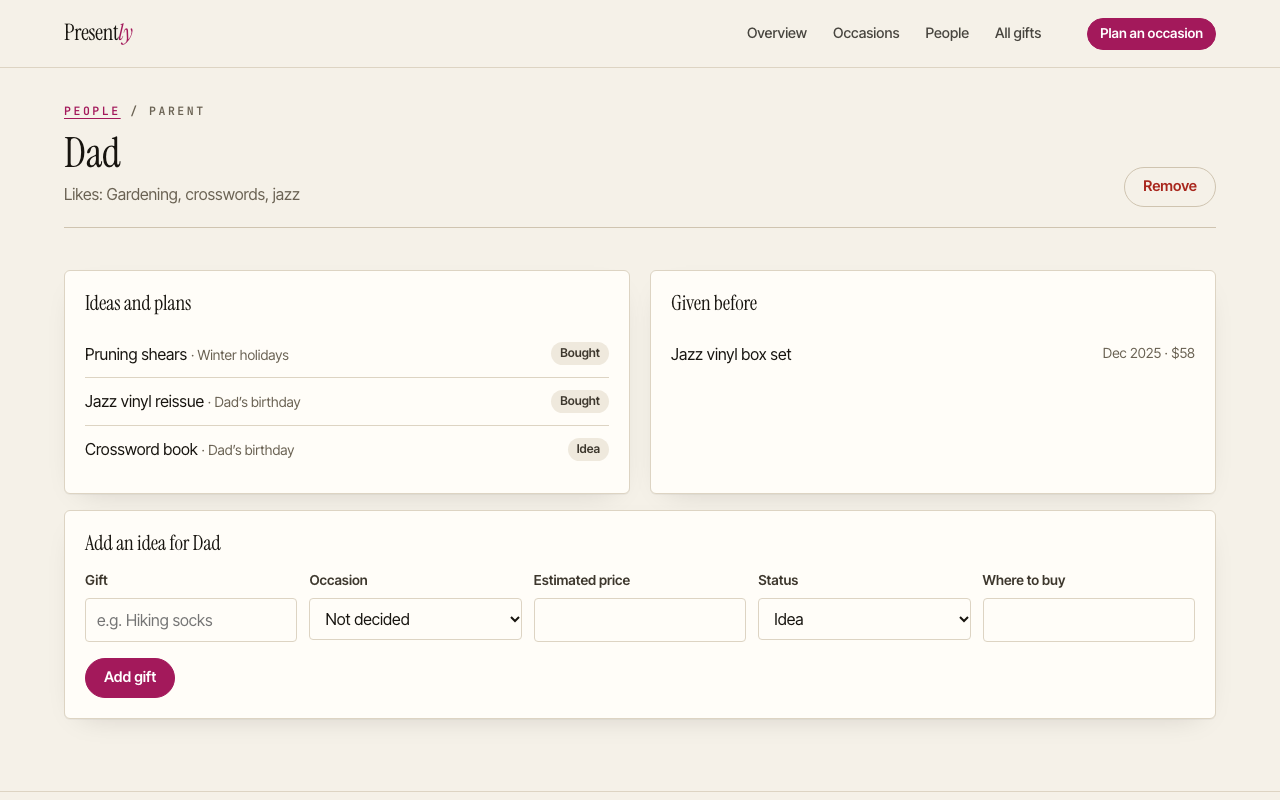 Presently
Overview Occasions People All gifts Plan an occasion
PEOPLE / PARENT
Dad
Likes: Gardening, crosswords, jazz
Remove
Ideas and plans
Pruning shears · Winter holidays Bought
Jazz vinyl reissue · Dad’s birthday Bought
Crossword book · Dad’s birthday Idea
Given before
Jazz vinyl box set Dec 2025 · $58
Add an idea for Dad
Gift Occasion Estimated price Status Where to buy
e.g. Hiking socks Not decided Idea
Add gift